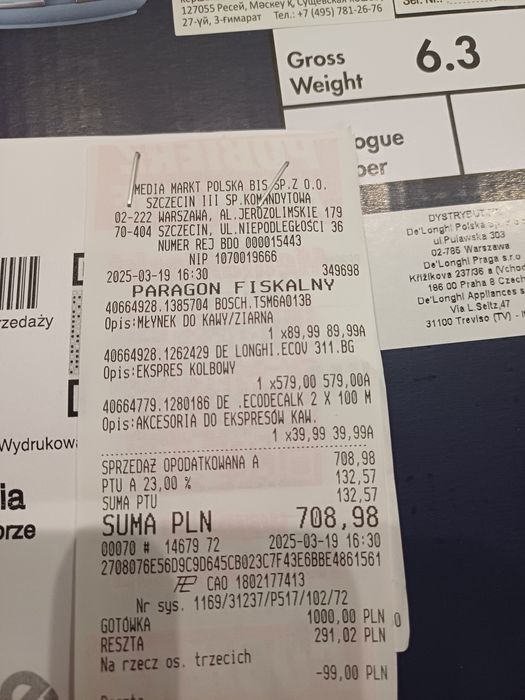 127055 Ресей, Мәскеу қ, Сущёвская
27-үй, 3-ғимарат Тел.: +7 (495) 781-26-76
Gross
Weight
6.3
ogue
per
DYSTRYBUT
De'Longhi Polska
ul.Puławska 303
02-785 Warszawa
De'Longhi Praga s.r.o
Křižíkova 237/36 a (Vchod
186 00 Praha 8 Czech
De'Longhi Appliances s
Via L.Seitz,47
31100 Treviso (TV) -
rzedaży
Wydrukow
ia
orze
MEDIA MARKT POLSKA BIS SP.Z O.O.
SZCZECIN III SP.KOMANDYTOWA
02-222 WARSZAWA, AL.JEROZOLIMSKIE 179
70-404 SZCZECIN, UL.NIEPODLEGŁOŚCI 36
NUMER REJ BDO 000015443
NIP 1070019666
2025-03-19 16:30 349698
PARAGON FISKALNY
40664928.1385704 BOSCH.TSM6A013B
Opis:MŁYNEK DO KAWY/ZIARNA
1 x89,99 89,99A
40664928.1262429 DE LONGHI.ECOV 311.BG
Opis:EKSPRES KOLBOWY
1 x579,00 579,00A
40664779.1280186 DE .ECODECALK 2 X 100 M
Opis:AKCESORIA DO EKSPRESÓW KAW.
1 x39,99 39,99A
SPRZEDAŻ OPODATKOWANA A 708,98
PTU A 23,00 % 132,57
SUMA PTU 132,57
SUMA PLN 708,98
00070 # 14679 72 2025-03-19 16:30
2708076E56D9C9D645CB023C7F43E6BBE4861561
CAO 1802177413
Nr sys. 1169/31237/P517/102/72
GOTÓWKA 1000,00 PLN
RESZTA 291,02 PLN
Na rzecz os. trzecich
-99,00 PLN